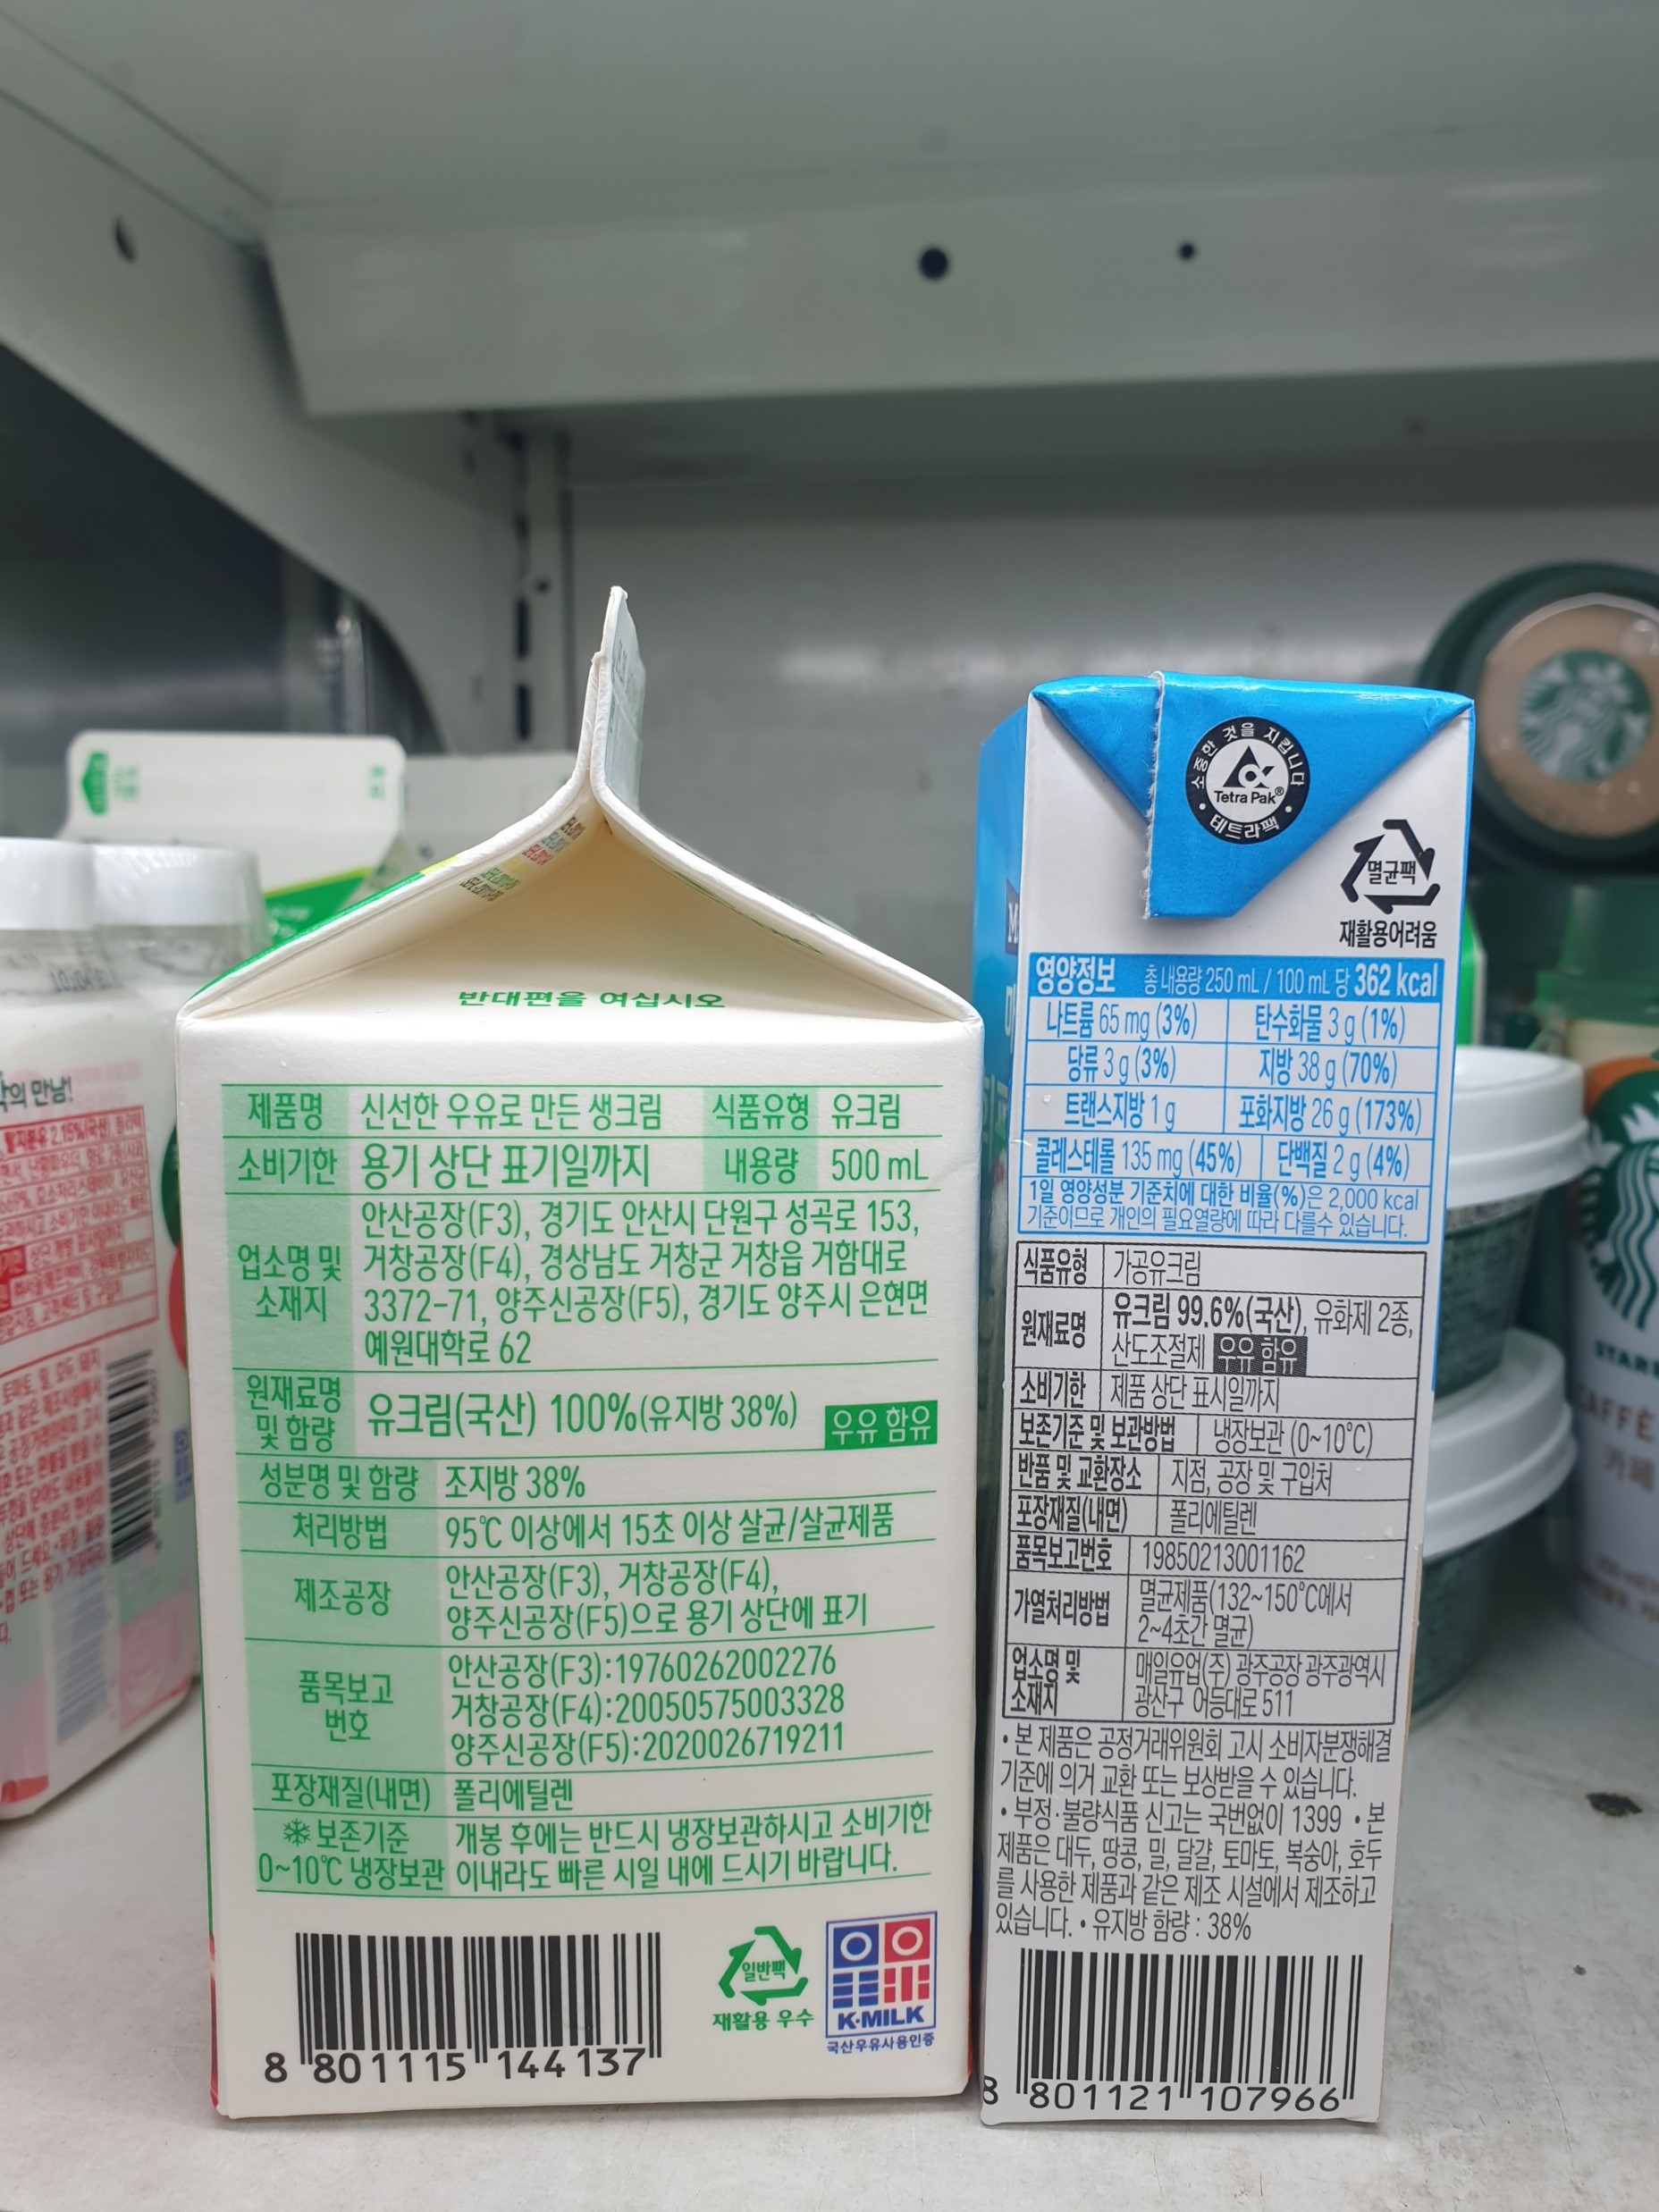 반대편을 여십시오
제품명 신선한 우유로 만든 생크림 식품유형 유크림
소비기한 용기 상단 표기일까지 내용량 500 mL
업소명 및 소재지
안산공장(F3), 경기도 안산시 단원구 성곡로 153,
거창공장(F4), 경상남도 거창군 거창읍 거함대로
3372-71, 양주신공장(F5), 경기도 양주시 은현면
예원대학로 62
원재료명 및 함량
유크림(국산) 100%(유지방 38%) 우유 함유
성분명 및 함량 조지방 38%
처리방법 95℃ 이상에서 15초 이상 살균/살균제품
제조공장
안산공장(F3), 거창공장(F4),
양주신공장(F5)으로 용기 상단에 표기
품목보고 번호
안산공장(F3):19760262002276
거창공장(F4):20050575003328
양주신공장(F5):2020026719211
포장재질(내면) 폴리에틸렌
보존기준 개봉 후에는 반드시 냉장보관하시고 소비기한
0~10℃ 냉장보관 이내라도 빠른 시일 내에 드시기 바랍니다.
8 801115 144137
일반팩
재활용 우수
K-MILK
국산우유사용인증
소중한 것을 지킵니다
Tetra Pak®
테트라팩
멸균팩
재활용어려움
영양정보 총 내용량 250 mL / 100 mL 당 362 kcal
나트륨 65 mg (3%) 탄수화물 3 g (1%)
당류 3 g (3%) 지방 38 g (70%)
트랜스지방 1 g 포화지방 26 g (173%)
콜레스테롤 135 mg (45%) 단백질 2 g (4%)
1일 영양성분 기준치에 대한 비율(%)은 2,000 kcal
기준이므로 개인의 필요열량에 따라 다를수 있습니다.
식품유형 가공유크림
원재료명 유크림 99.6%(국산), 유화제 2종,
산도조절제 우유 함유
소비기한 제품 상단 표시일까지
보존기준 및 보관방법 냉장보관 (0~10℃)
반품 및 교환장소 지점, 공장 및 구입처
포장재질(내면) 폴리에틸렌
품목보고번호 19850213001162
가열처리방법 멸균제품(132~150℃에서
2~4초간 멸균)
업소명 및 소재지
매일유업(주) 광주공장 광주광역시
광산구 어등대로 511
• 본 제품은 공정거래위원회 고시 소비자분쟁해결
기준에 의거 교환 또는 보상받을 수 있습니다.
• 부정·불량식품 신고는 국번없이 1399 • 본
제품은 대두, 땅콩, 밀, 달걀, 토마토, 복숭아, 호두
를 사용한 제품과 같은 제조 시설에서 제조하고
있습니다. • 유지방 함량 : 38%
8 801121 107966